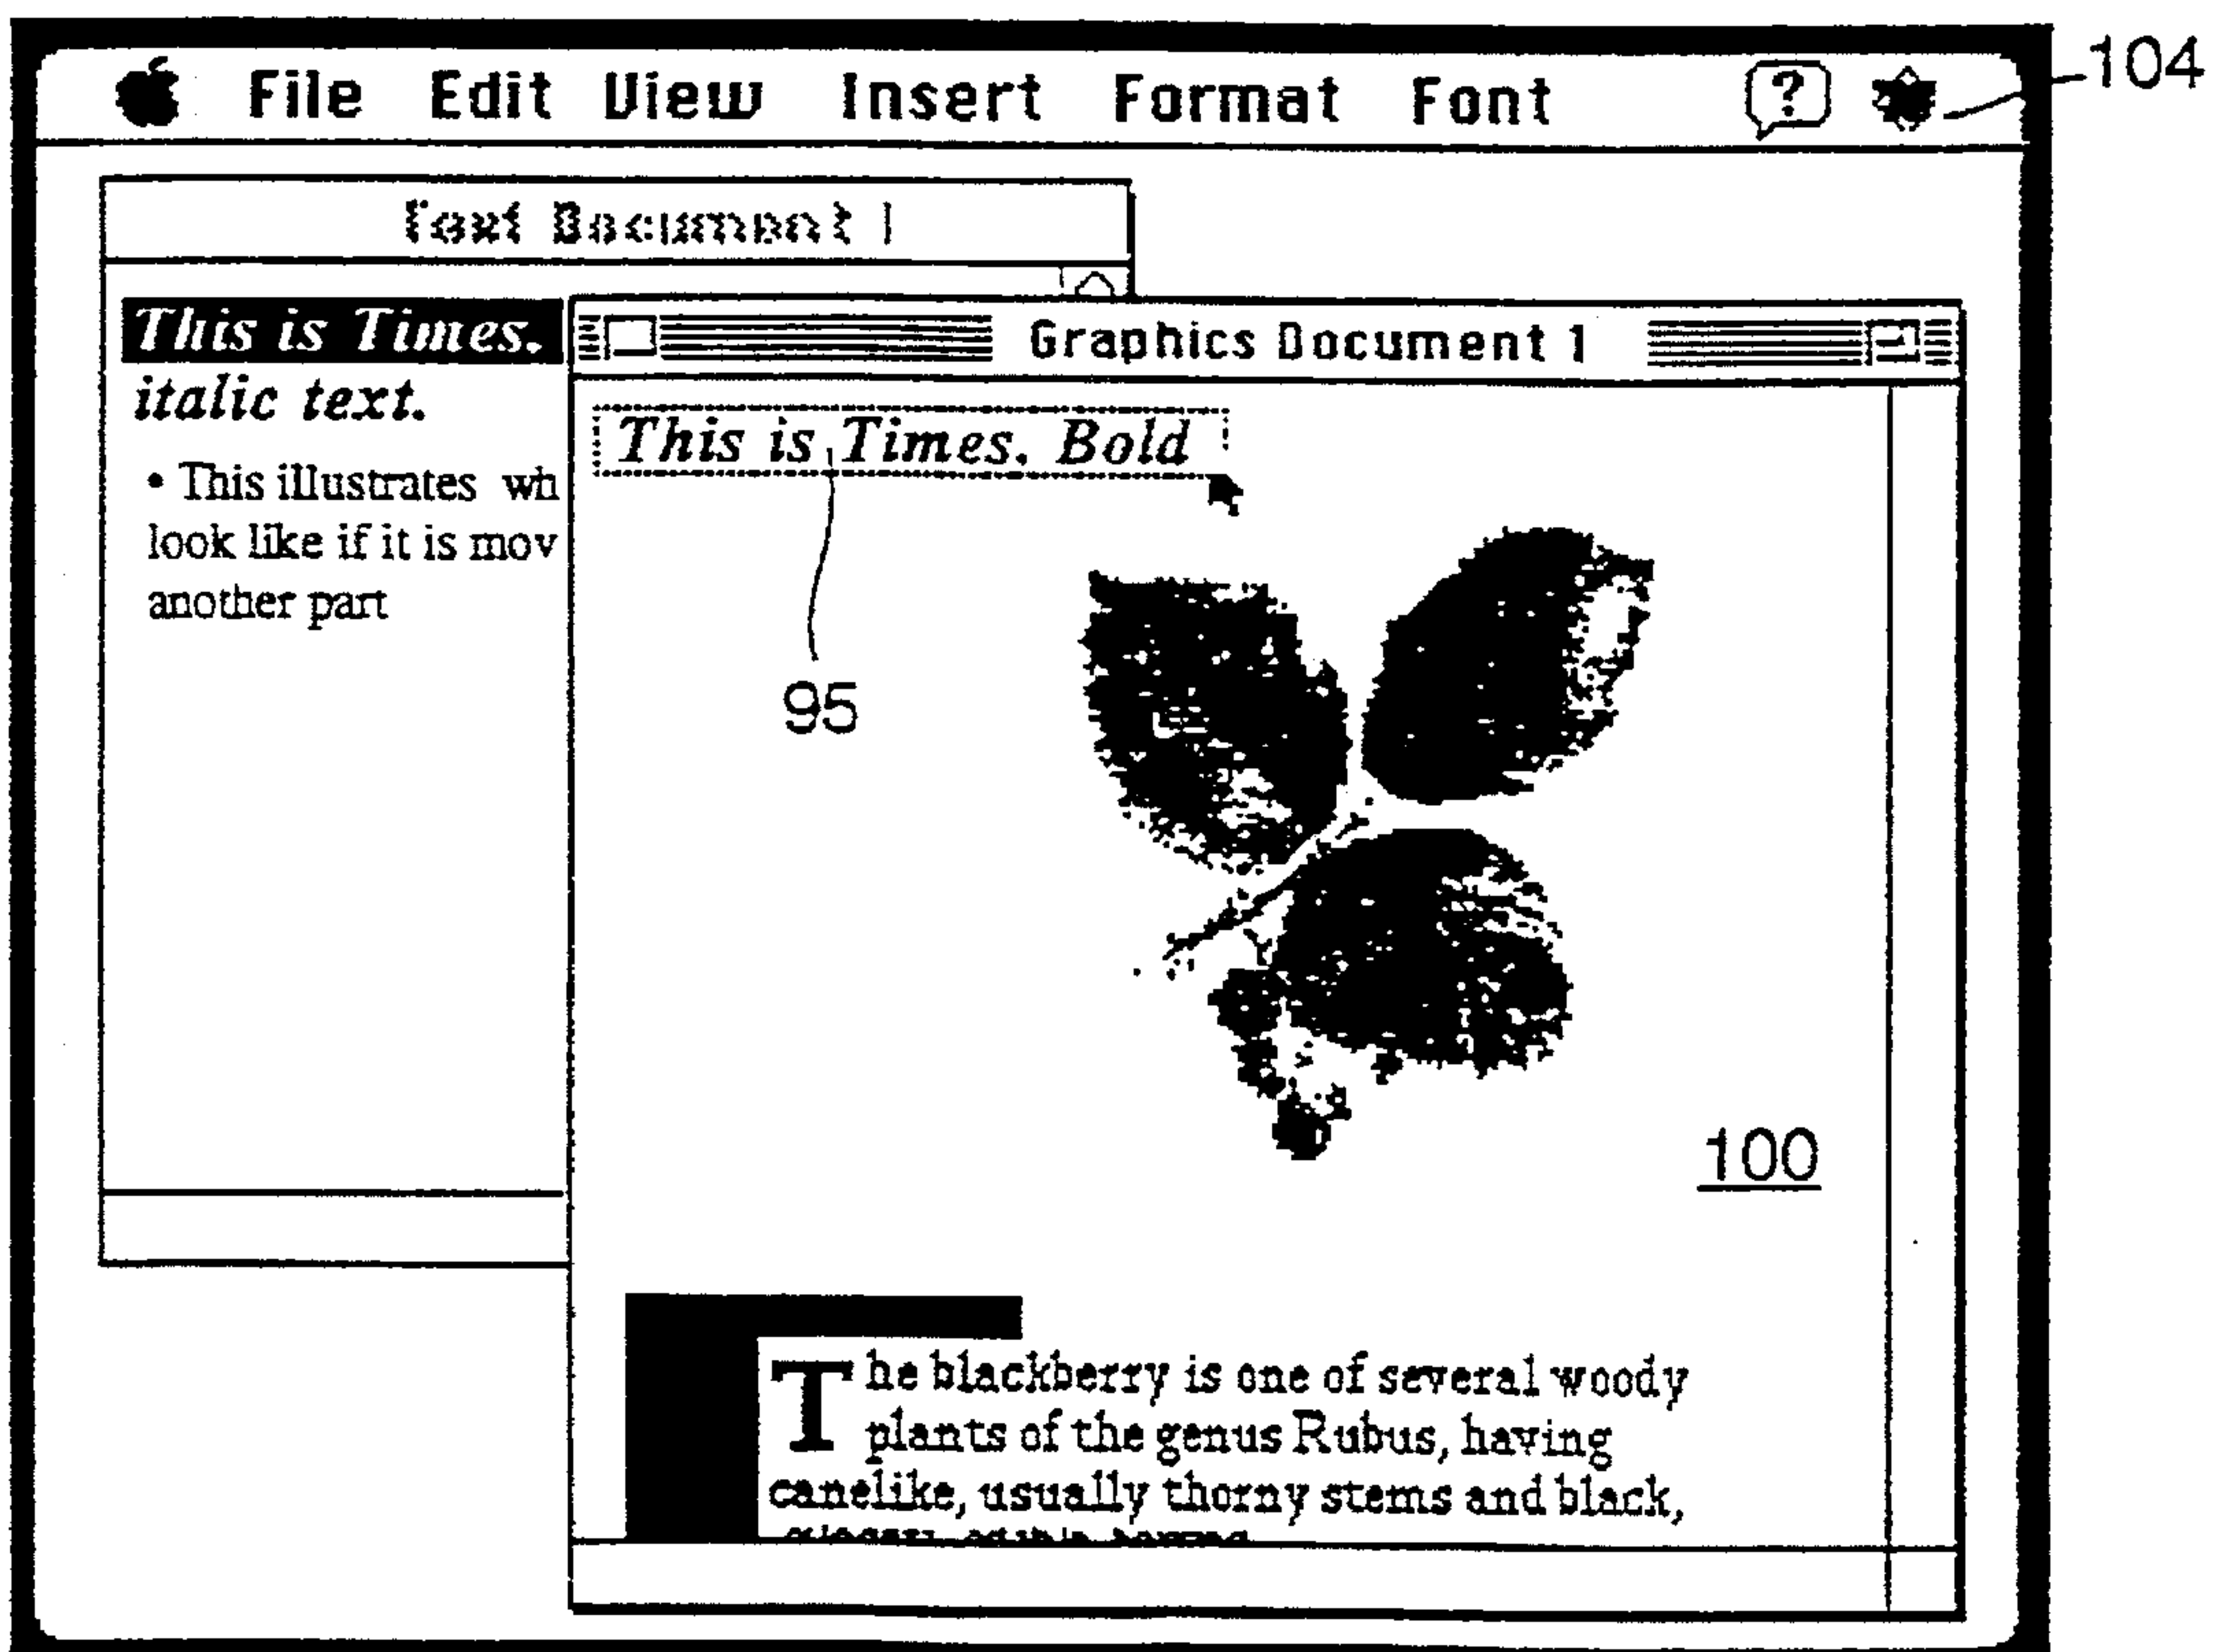 File Edit View Insert Format Font ?
104
Text Document 1
This is Times.
italic text.
• This illustrates wh
look like if it is mov
another part
Graphics Document 1
This is Times. Bold
95
100
The blackberry is one of several woody
plants of the genus Rubus, having
canelike, usually thorny stems and black,